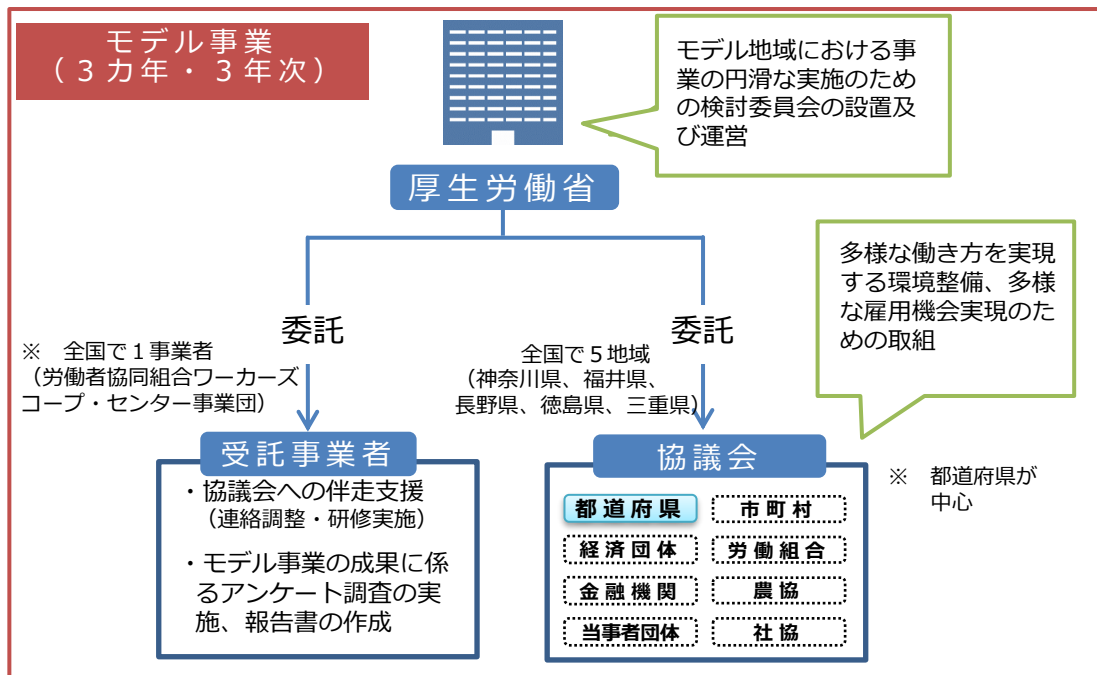 モデル事業
（３カ年・３年次）
モデル地域における事
業の円滑な実施のため
の検討委員会の設置及
び運営
厚生労働省
多様な働き方を実現
する環境整備、多様
な雇用機会実現のた
めの取組
委託
委託
※　全国で１事業者
（労働者協同組合ワーカーズ
コープ・センター事業団）
全国で５地域
（神奈川県、福井県、
長野県、徳島県、三重県）
受託事業者
・協議会への伴走支援
（連絡調整・研修実施）
・モデル事業の成果に係
るアンケート調査の実
施、報告書の作成
協議会
※　都道府県が
中心
都道府県
市町村
経済団体
労働組合
金融機関
農協
当事者団体
社協